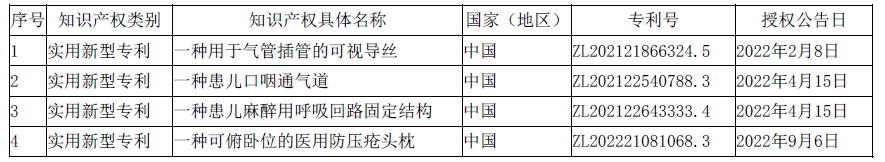 序号 知识产权类别 知识产权具体名称 国家（地区） 专利号 授权公告日
1 实用新型专利 一种用于气管插管的可视导丝 中国 ZL202121866324.5 2022年2月8日
2 实用新型专利 一种患儿口咽通气道 中国 ZL202122540788.3 2022年4月15日
3 实用新型专利 一种患儿麻醉用呼吸回路固定结构 中国 ZL202122643333.4 2022年4月15日
4 实用新型专利 一种可俯卧位的医用防压疮头枕 中国 ZL202221081068.3 2022年9月6日